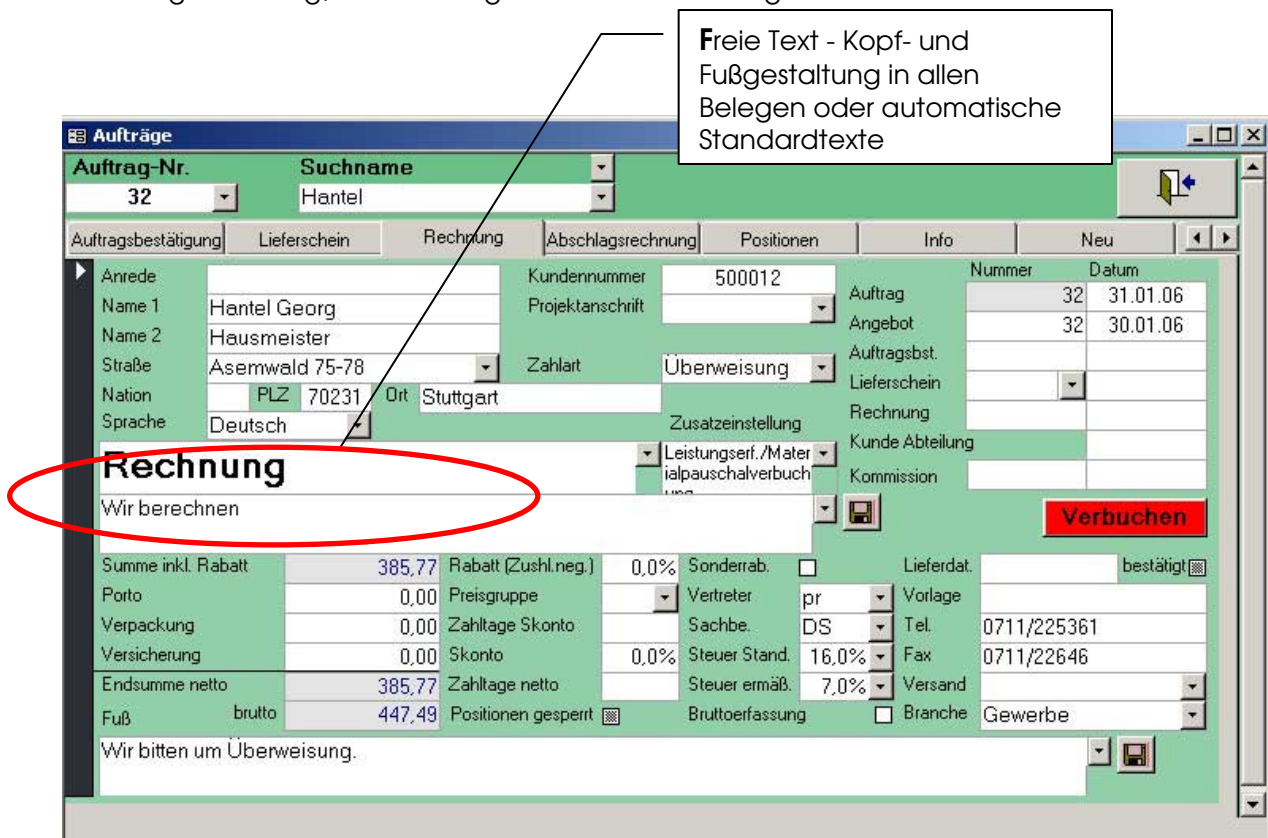 Freie Text - Kopf- und
Fußgestaltung in allen
Belegen oder automatische
Standardtexte
Aufträge
Auftrag-Nr. Suchname
32 Hantel
Auftragsbestätigung Lieferschein Rechnung Abschlagsrechnung Positionen Info Neu
Nummer Datum
Anrede Kundennummer 500012
Auftrag 32 31.01.06
Name 1 Hantel Georg Projektanschrift
Angebot 32 30.01.06
Name 2 Hausmeister
Auftragsbst.
Straße Asemwald 75-78 Zahlart Überweisung
Lieferschein
Nation PLZ 70231 Ort Stuttgart
Rechnung
Sprache Deutsch Zusatzeinstellung
Kunde Abteilung
Rechnung Leistungserf./Mater
ialpauschalverbuch
Kommission
Wir berechnen
Verbuchen
Summe inkl. Rabatt 385,77 Rabatt (Zushl.neg.) 0,0% Sonderrab. Lieferdat. bestätigt
Porto 0,00 Preisgruppe Vertreter pr Vorlage
Verpackung 0,00 Zahltage Skonto Sachbe. DS Tel. 0711/225361
Versicherung 0,00 Skonto 0,0% Steuer Stand. 16,0% Fax 0711/22646
Endsumme netto 385,77 Zahltage netto Steuer ermäß. 7,0% Versand
Fuß brutto 447,49 Positionen gesperrt Bruttoerfassung Branche Gewerbe
Wir bitten um Überweisung.